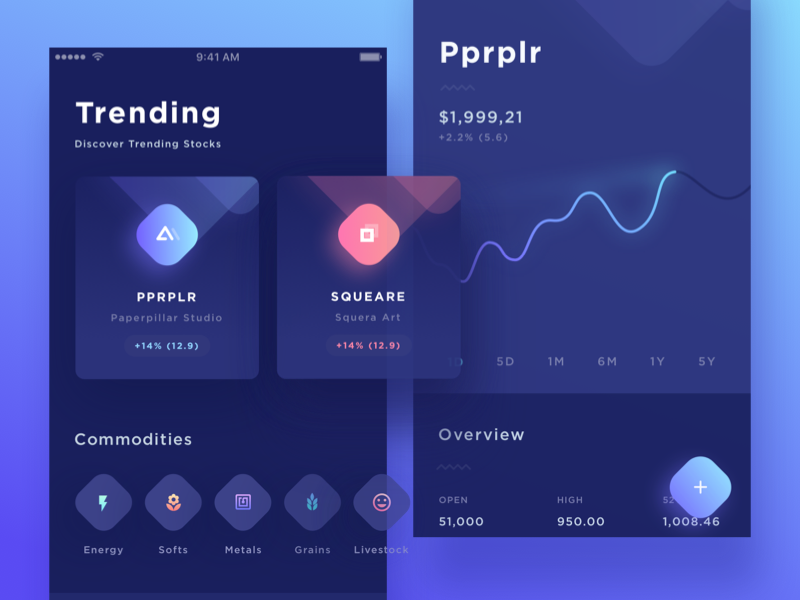 9:41 AM
Trending
Discover Trending Stocks
PPRPLR
Paperpillar Studio
+14% (12.9)
SQUEARE
Squera Art
+14% (12.9)
Commodities
Energy
Softs
Metals
Grains
Livestock
Pprplr
$1,999,21
+2.2% (5.6)
1D
5D
1M
6M
1Y
5Y
Overview
OPEN
HIGH
51,000
950.00
1,008.46